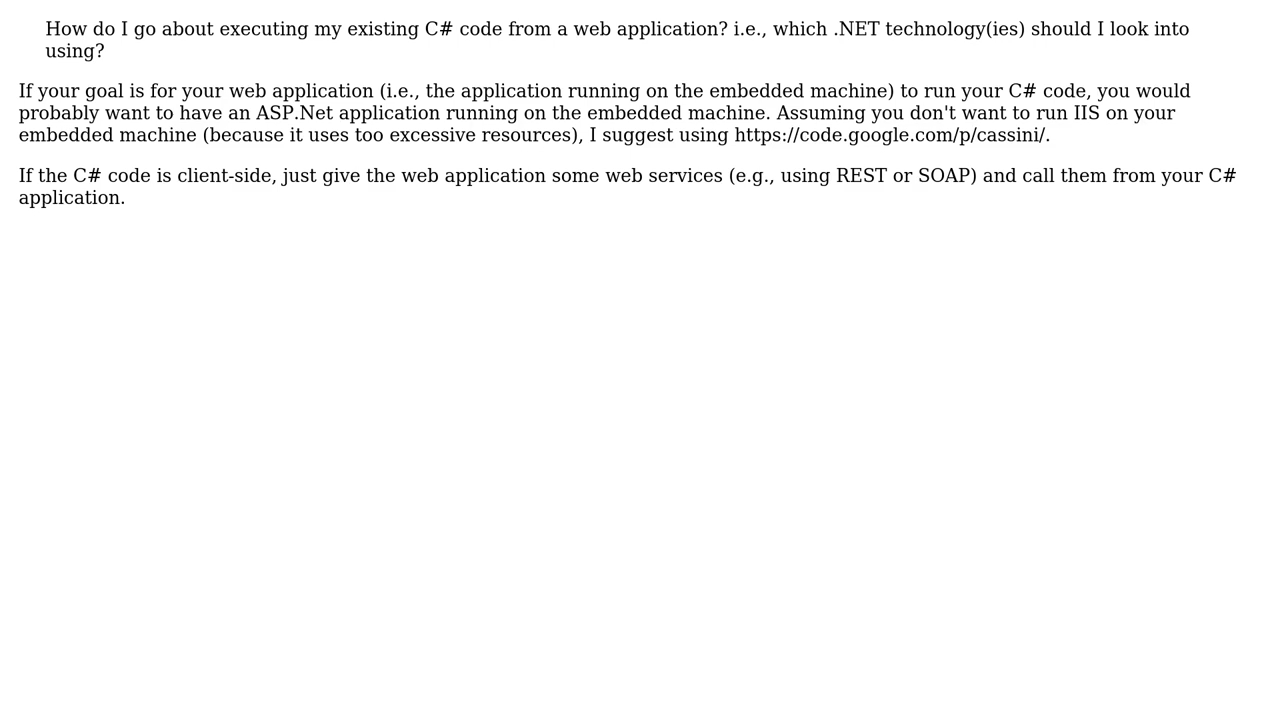 How do I go about executing my existing C# code from a web application? i.e., which .NET technology(ies) should I look into
using?
If your goal is for your web application (i.e., the application running on the embedded machine) to run your C# code, you would
probably want to have an ASP.Net application running on the embedded machine. Assuming you don't want to run IIS on your
embedded machine (because it uses too excessive resources), I suggest using https://code.google.com/p/cassini/.
If the C# code is client-side, just give the web application some web services (e.g., using REST or SOAP) and call them from your C#
application.